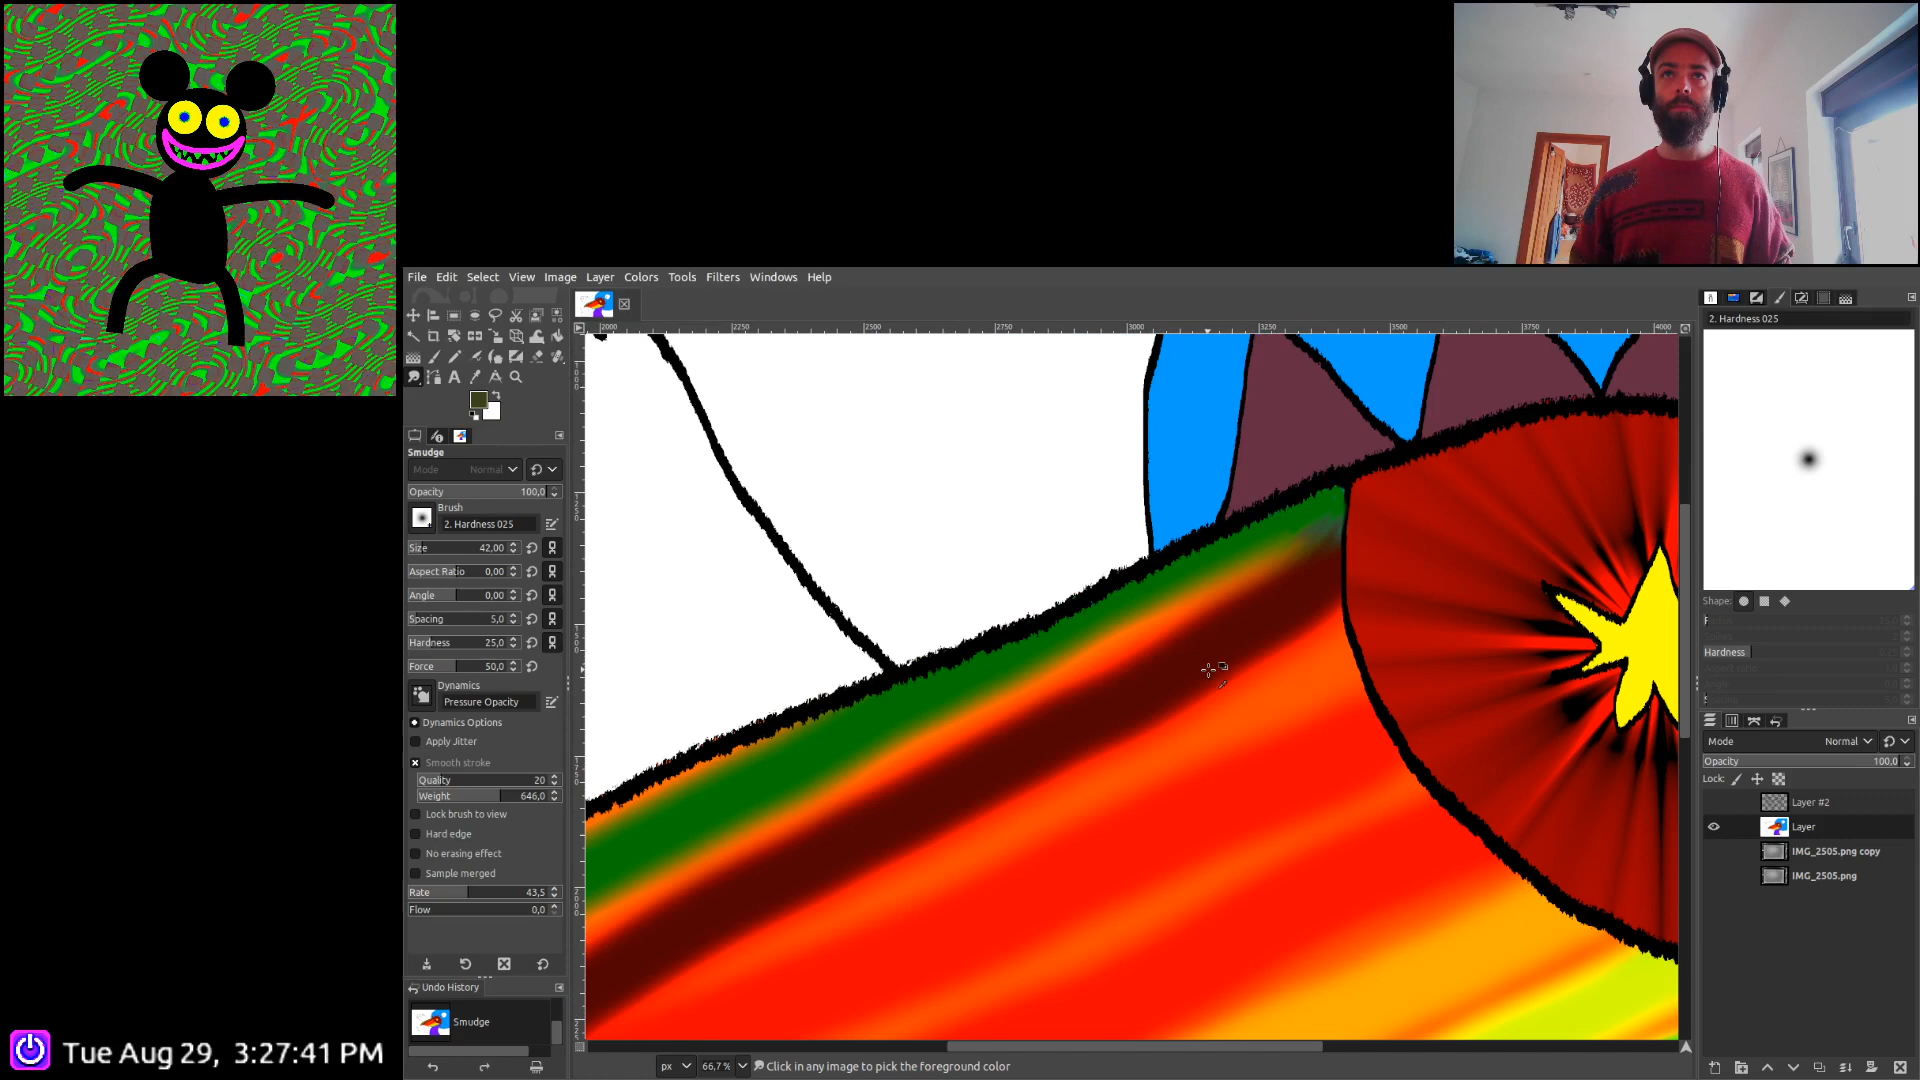 File Edit Select View Image Layer Colors Tools Filters Windows Help
2. Hardness 025
2000 2250 2500 2750 3000 3250 3500 3750 4000
Smudge
Mode Normal
Opacity 100,0
Brush
2. Hardness 025
Size 42,00
Aspect Ratio 0,00
Angle 0,00
Spacing 5,0
Hardness 25,0
Force 50,0
Dynamics
Pressure Opacity
Dynamics Options
Apply Jitter
Smooth stroke
Quality 20
Weight 646,0
Lock brush to view
Hard edge
No erasing effect
Sample merged
Rate 43,5
Flow 0,0
Undo History
Smudge
Shape:
Hardness
Mode Normal
Opacity 100,0
Lock:
Layer #2
Layer
IMG_2505.png copy
IMG_2505.png
px 66,7 % Click in any image to pick the foreground color
Tue Aug 29, 3:27:41 PM